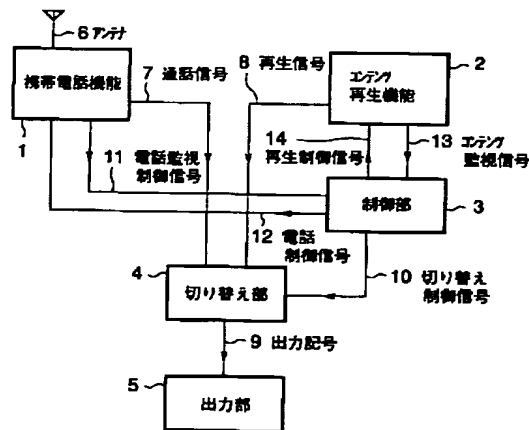 6 アンテナ
携帯電話機能
1
7 通話信号
8 再生信号
2
コンテンツ
再生機能
14
再生制御信号
13
コンテンツ
監視信号
11 電話監視
制御信号
制御部
3
12 電話
制御信号
4
切り替え部
10 切り替え
制御信号
9 出力記号
5
出力部